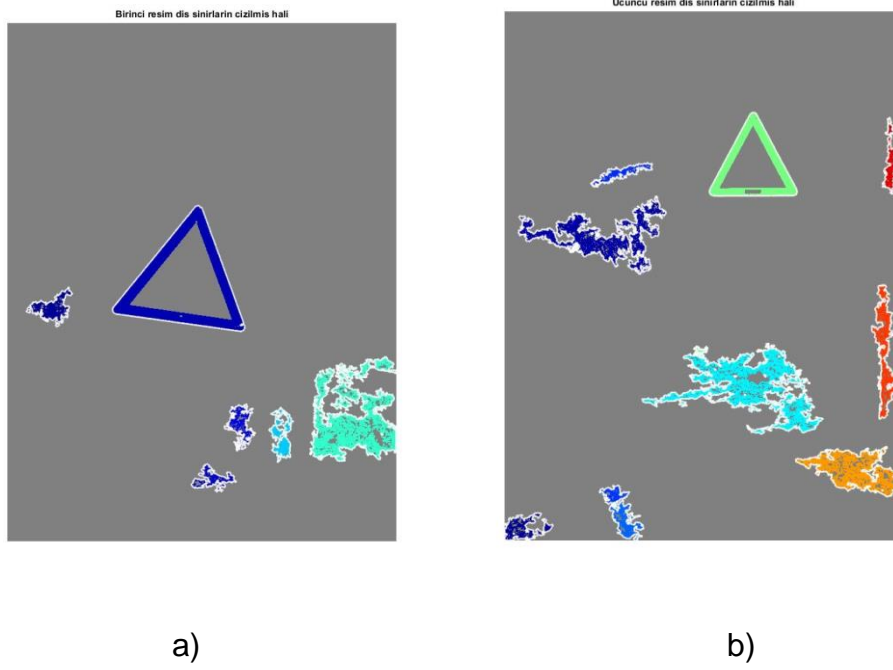 Birinci resim dis sinirlarin cizilmis hali
Ucuncu resim dis sinirlarin cizilmis hali
a)
b)